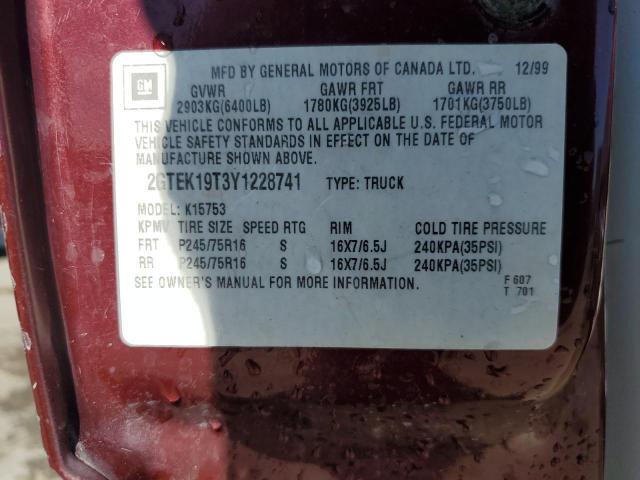 GM
MFD BY GENERAL MOTORS OF CANADA LTD. 12/99
GVWR GAWR FRT GAWR RR
2903KG(6400LB) 1780KG(3925LB) 1701KG(3750LB)
THIS VEHICLE CONFORMS TO ALL APPLICABLE U.S. FEDERAL MOTOR
VEHICLE SAFETY STANDARDS IN EFFECT ON THE DATE OF
MANUFACTURE SHOWN ABOVE.
2GTEK19T3Y1228741 TYPE: TRUCK
MODEL: K15753
KPMV TIRE SIZE SPEED RTG RIM COLD TIRE PRESSURE
FRT P245/75R16 S 16X7/6.5J 240KPA(35PSI)
RR P245/75R16 S 16X7/6.5J 240KPA(35PSI)
SEE OWNER'S MANUAL FOR MORE INFORMATION.
F 607
T 701